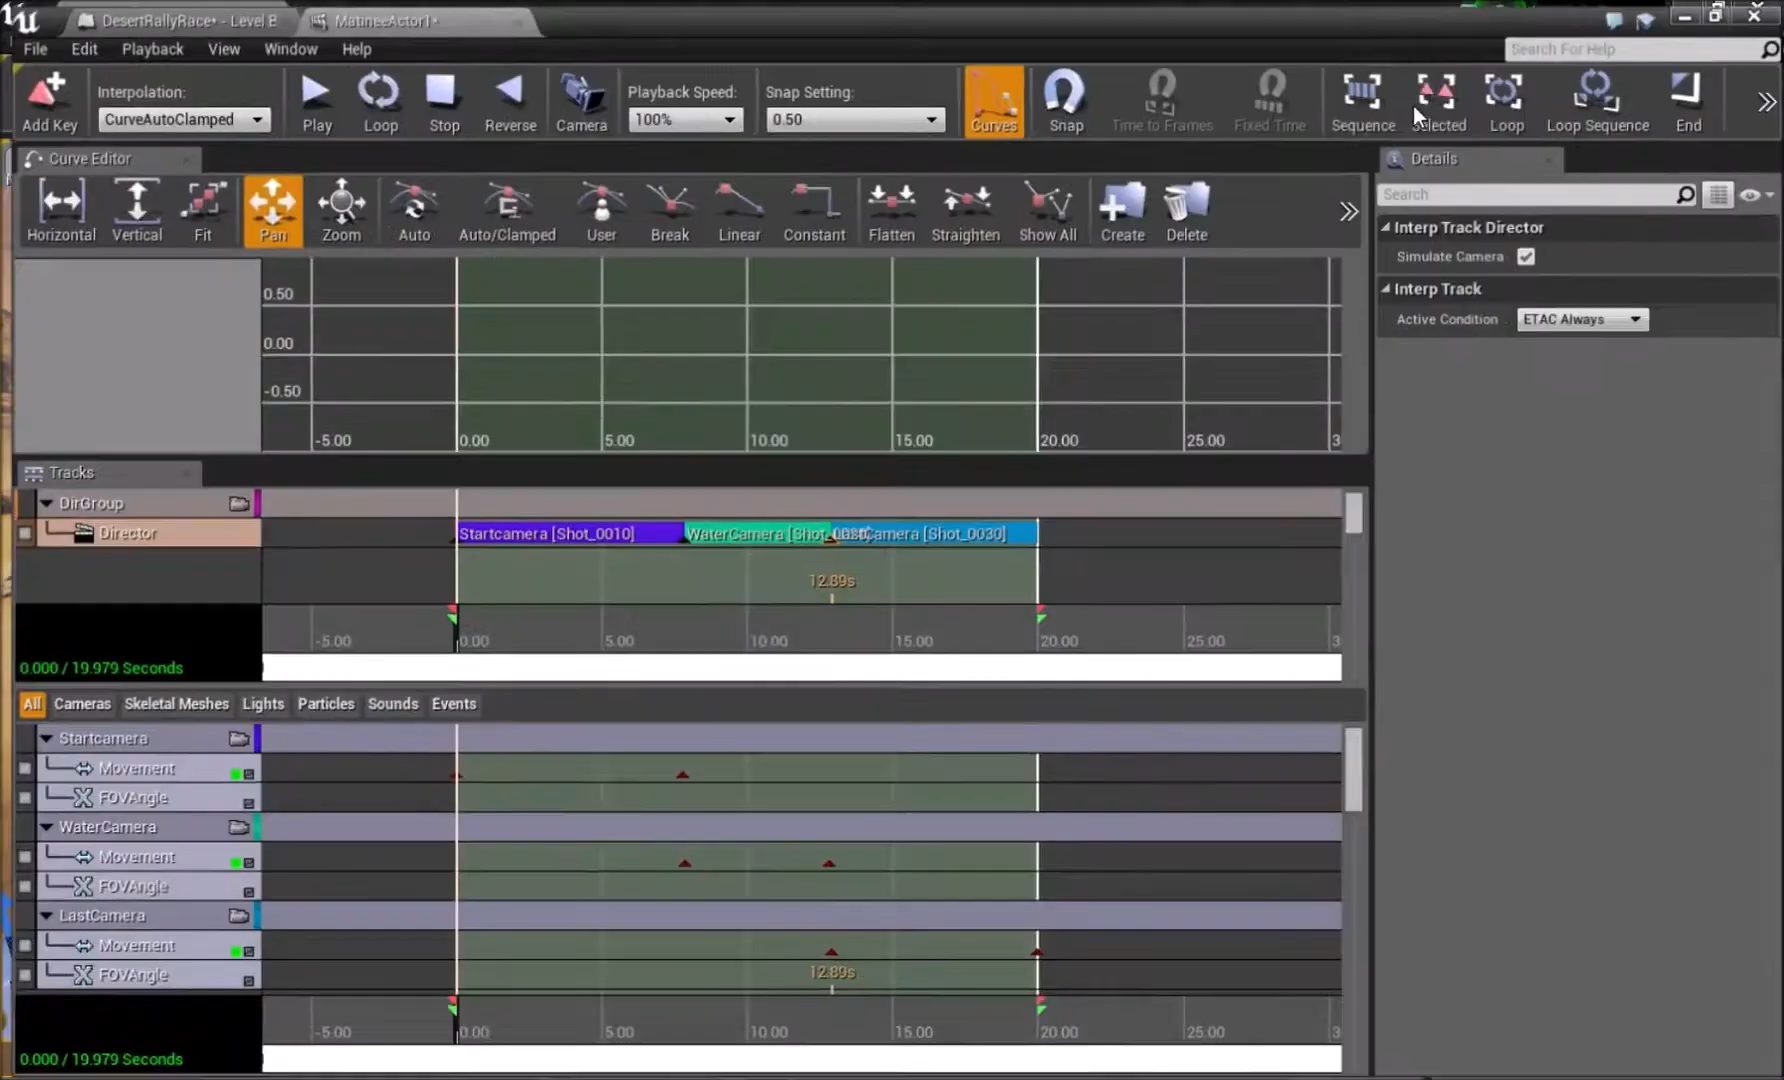 DesertRallyRace* - Level E
MatineeActor1*
File Edit Playback View Window Help
Search For Help
Add Key
Interpolation:
CurveAutoClamped
Play Loop Stop Reverse Camera
Playback Speed:
100%
Snap Setting:
0.50
Curves Snap Time to Frames Fixed Time Sequence Selected Loop Loop Sequence End
Curve Editor
Details
Horizontal Vertical Fit Pan Zoom Auto Auto/Clamped User Break Linear Constant Flatten Straighten Show All Create Delete
Search
Interp Track Director
Simulate Camera
Interp Track
Active Condition ETAC Always
0.50
0.00
-0.50
-5.00 0.00 5.00 10.00 15.00 20.00 25.00 3
Tracks
DirGroup
Director
Startcamera [Shot_0010] WaterCamera [Shot_ Camera [Shot_0030]
12.89s
-5.00 0.00 5.00 10.00 15.00 20.00 25.00 3
0.000 / 19.979 Seconds
All Cameras Skeletal Meshes Lights Particles Sounds Events
Startcamera
Movement
FOVAngle
WaterCamera
Movement
FOVAngle
LastCamera
Movement
FOVAngle
12.89s
-5.00 0.00 5.00 10.00 15.00 20.00 25.00 3
0.000 / 19.979 Seconds